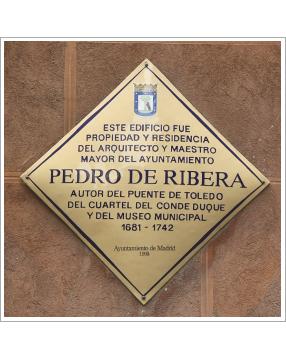 ESTE EDIFICIO FUE
PROPIEDAD Y RESIDENCIA
DEL ARQUITECTO Y MAESTRO
MAYOR DEL AYUNTAMIENTO
PEDRO DE RIBERA
AUTOR DEL PUENTE DE TOLEDO
DEL CUARTEL DEL CONDE DUQUE
Y DEL MUSEO MUNICIPAL
1681 - 1742
Ayuntamiento de Madrid